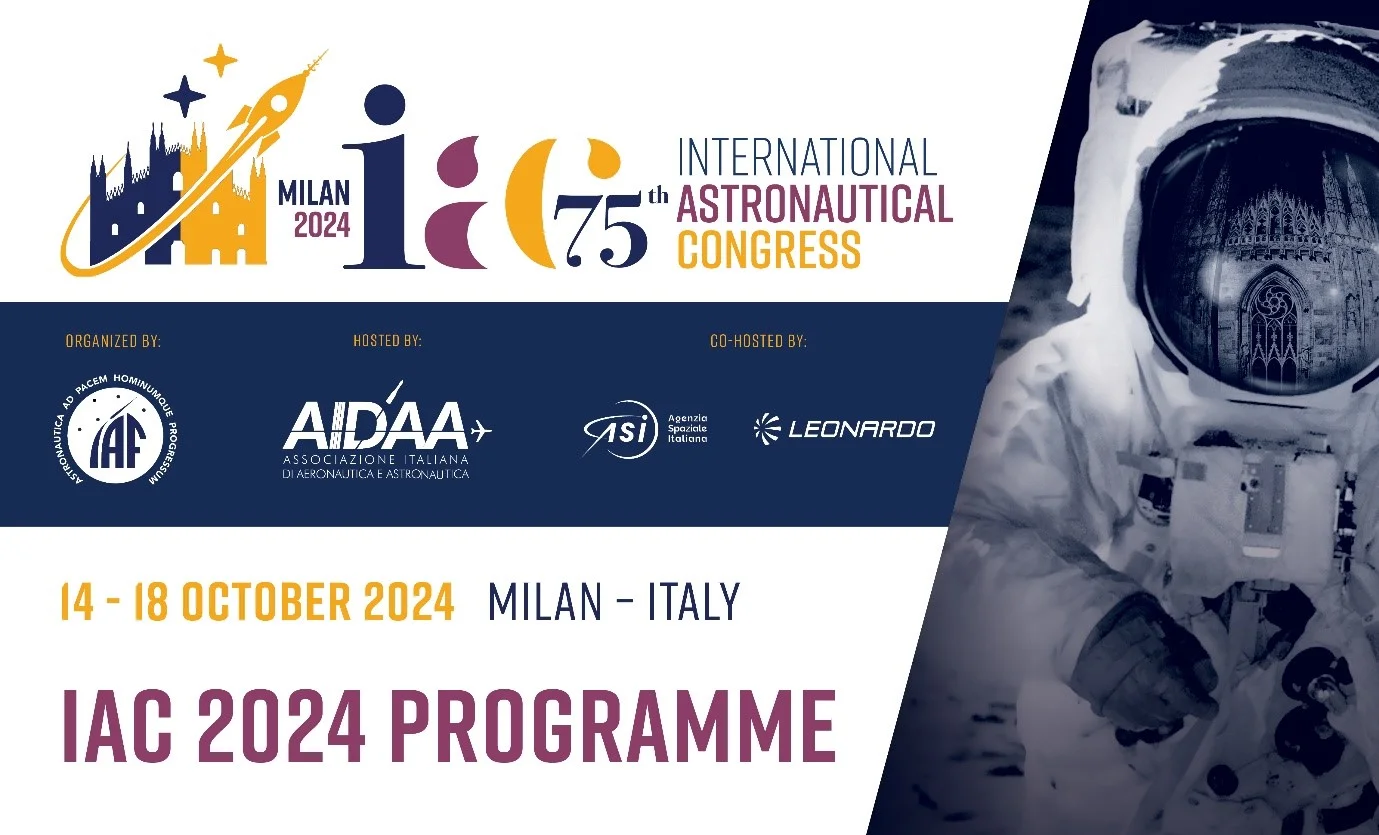 MILAN
2024
iac 75th
INTERNATIONAL
ASTRONAUTICAL
CONGRESS
ORGANIZED BY:
HOSTED BY:
CO-HOSTED BY:
ASTRONAUTICA AD PACEM HOMINUMQUE PROGRESSUM
IAF
AIDAA
ASSOCIAZIONE ITALIANA
DI AERONAUTICA E ASTRONAUTICA
ASI
Agenzia
Spaziale
Italiana
LEONARDO
14 - 18 OCTOBER 2024 MILAN – ITALY
IAC 2024 PROGRAMME